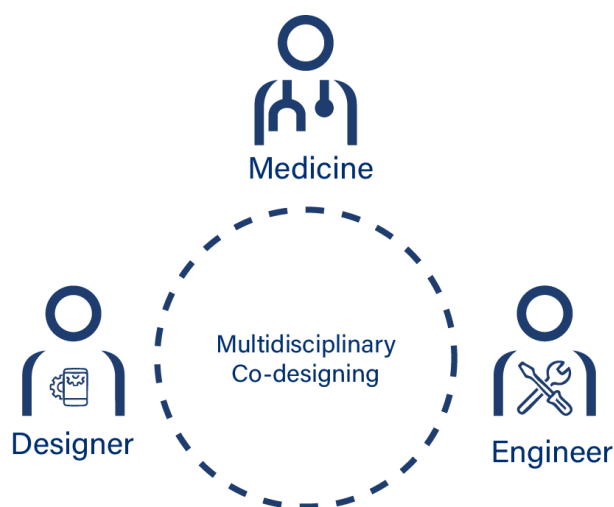 Medicine
Multidisciplinary
Co-designing
Designer
Engineer